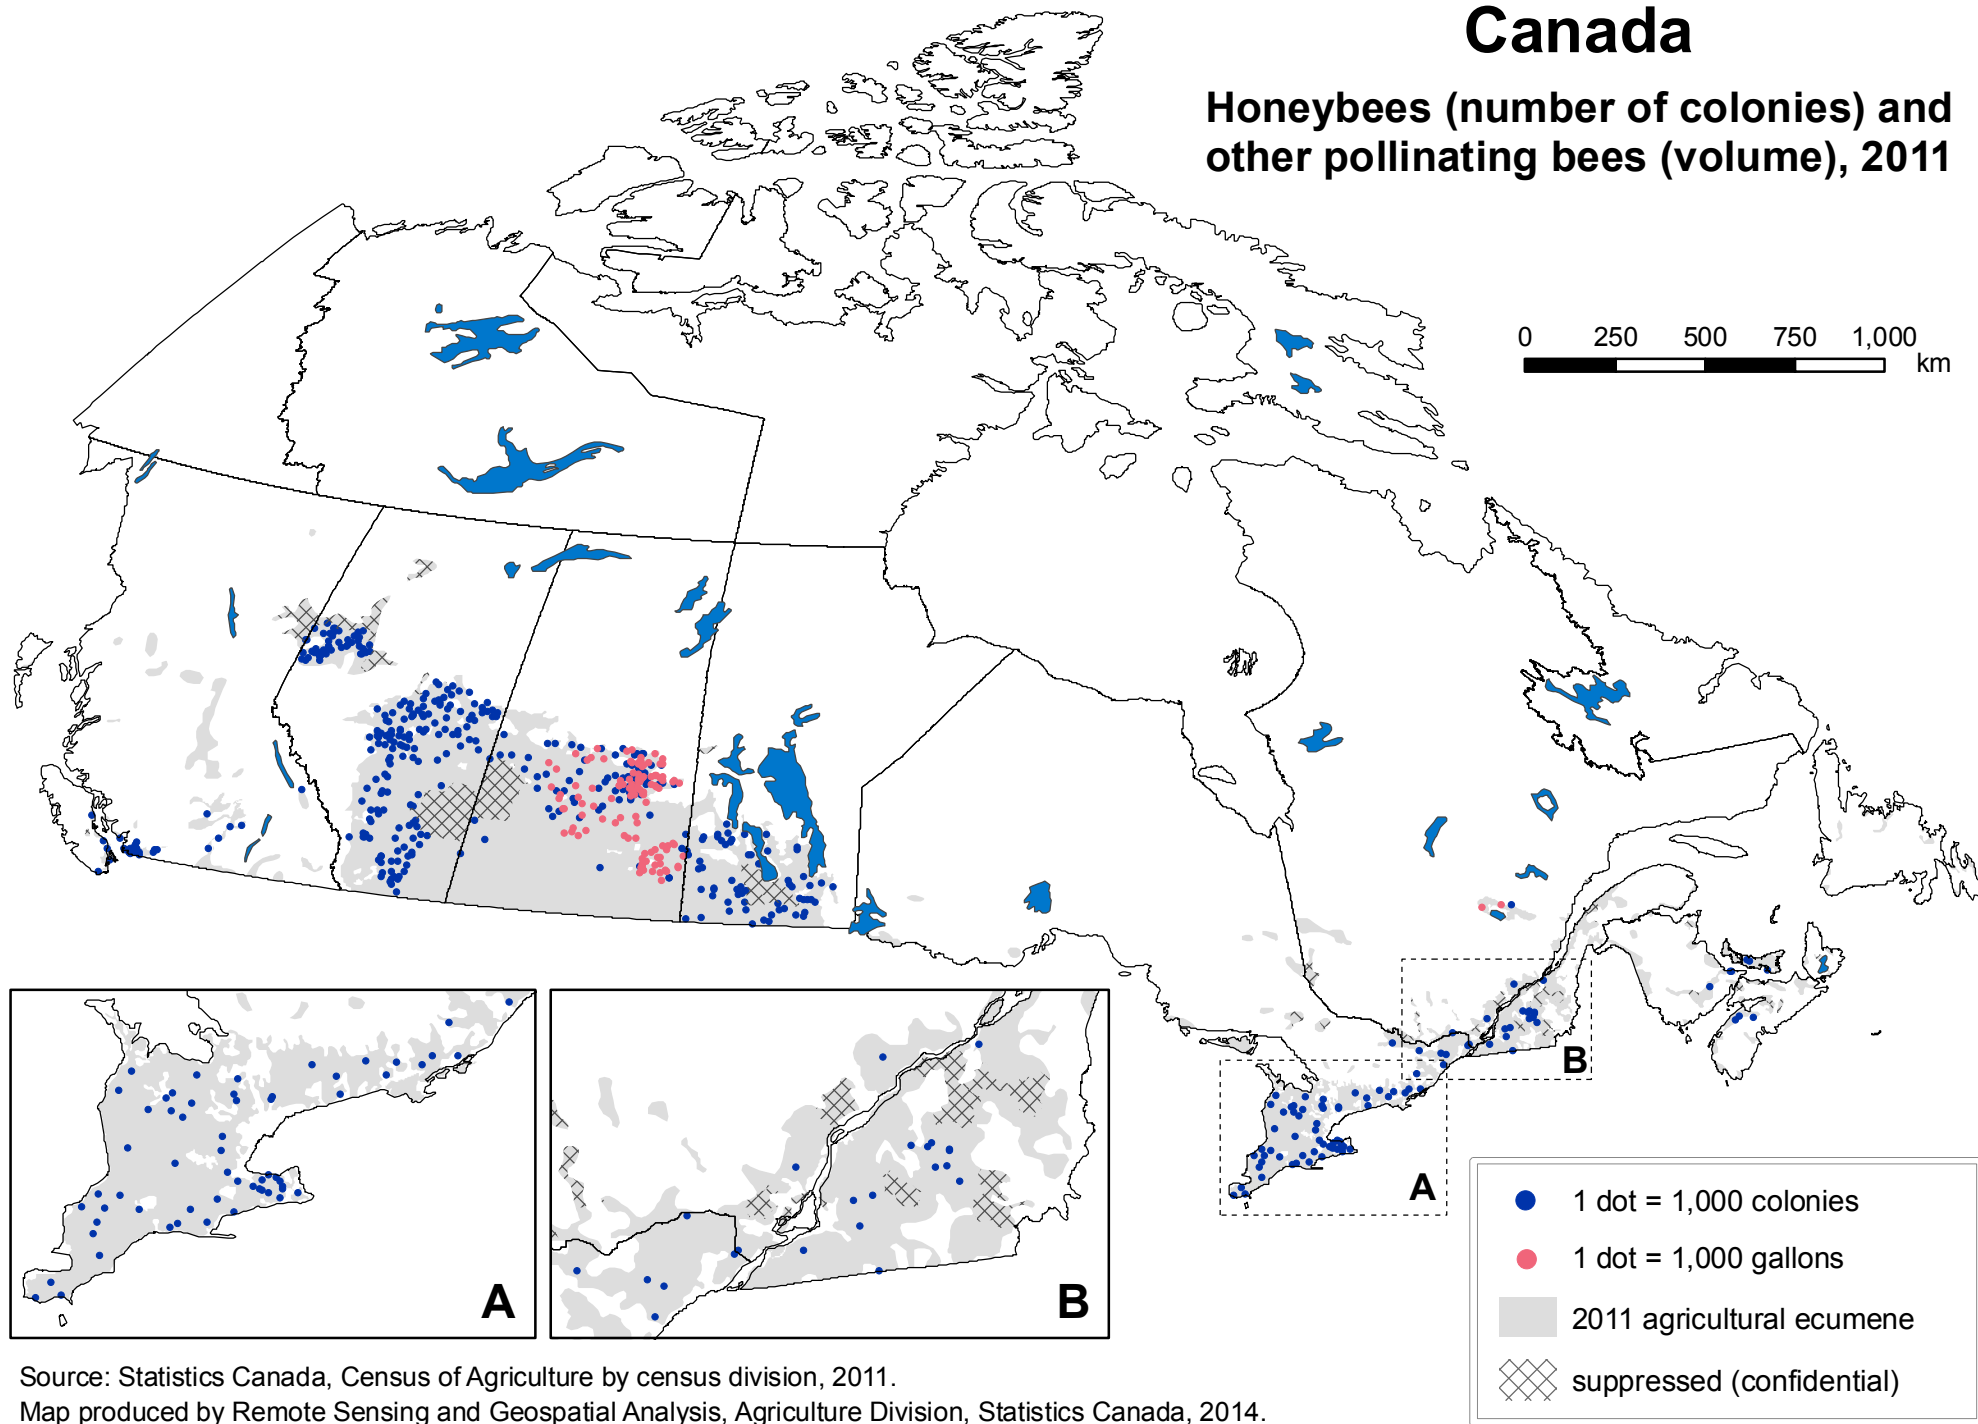 Canada
Honeybees (number of colonies) and
other pollinating bees (volume), 2011
0 250 500 750 1,000
km
A
B
A
B
1 dot = 1,000 colonies
1 dot = 1,000 gallons
2011 agricultural ecumene
suppressed (confidential)
Source: Statistics Canada, Census of Agriculture by census division, 2011.
Map produced by Remote Sensing and Geospatial Analysis, Agriculture Division, Statistics Canada, 2014.